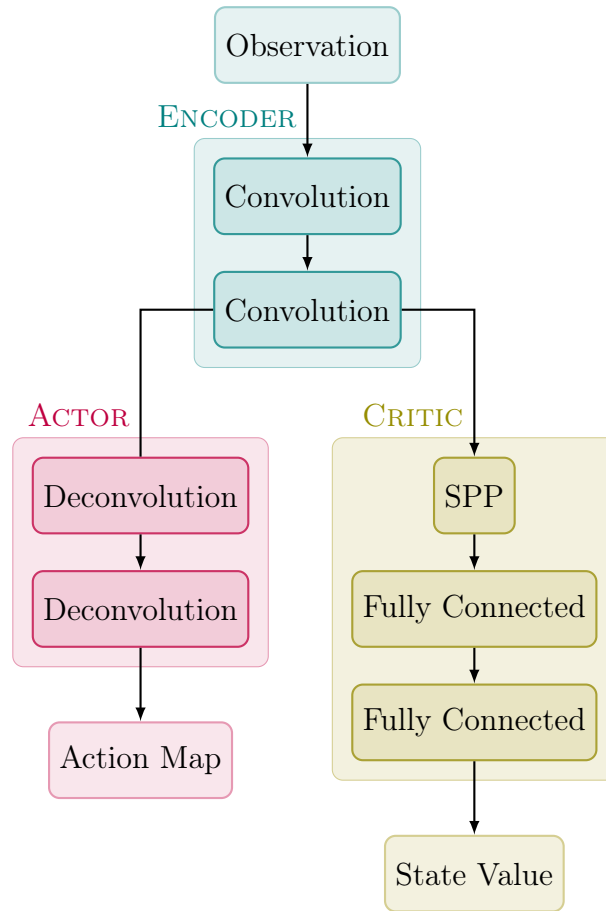 Observation
ENCODER
Convolution
Convolution
ACTOR
Deconvolution
Deconvolution
Action Map
CRITIC
SPP
Fully Connected
Fully Connected
State Value